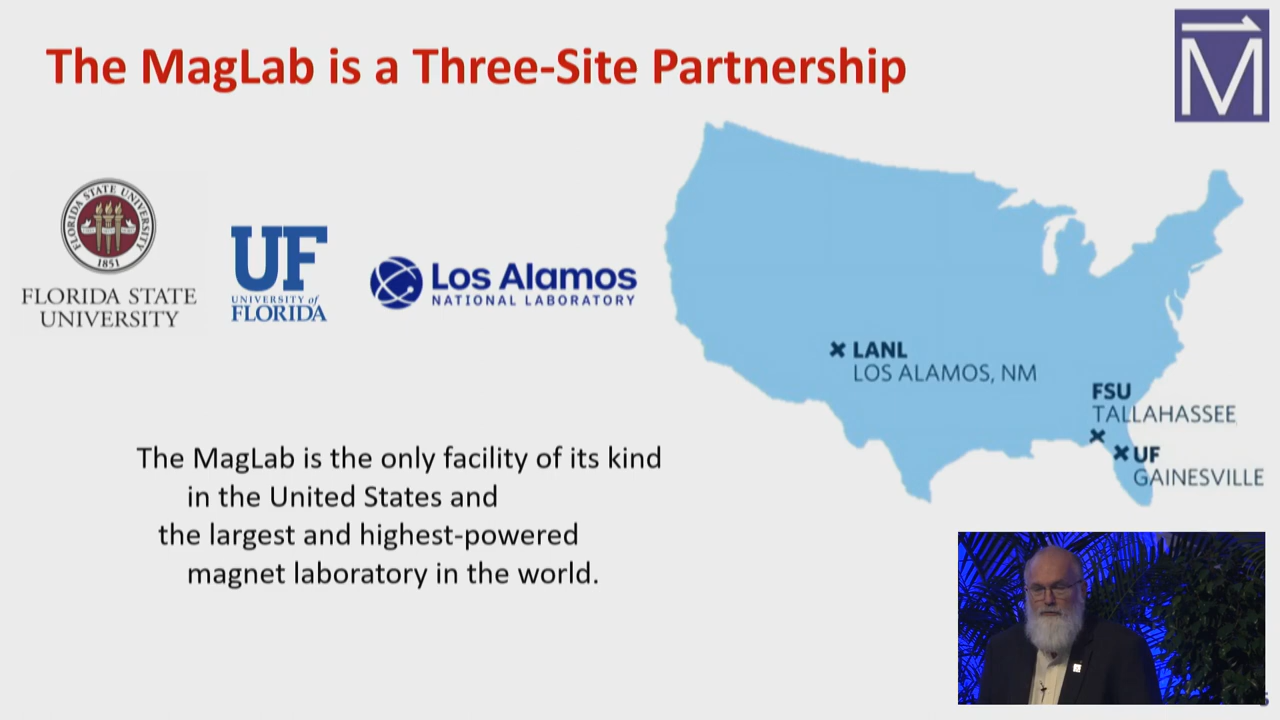 The MagLab is a Three-Site Partnership
M
FLORIDA STATE UNIVERSITY
1851
FLORIDA STATE
UNIVERSITY
UF
UNIVERSITY of
FLORIDA
Los Alamos
NATIONAL LABORATORY
LANL
LOS ALAMOS, NM
FSU
TALLAHASSEE
UF
GAINESVILLE
The MagLab is the only facility of its kind
in the United States and
the largest and highest-powered
magnet laboratory in the world.